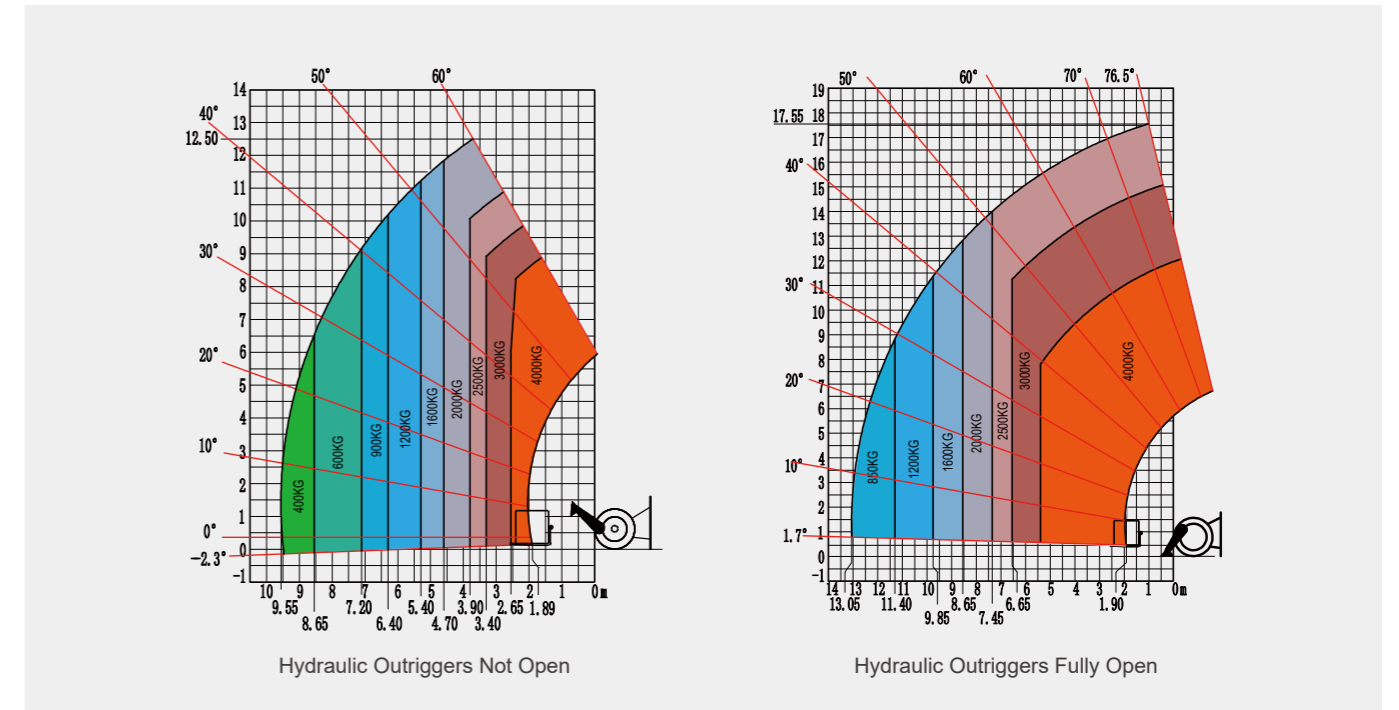 50°
60°
14
40°
13
12.50
12
11
10
30°
9
8
7
20°
6
5
4
10°
3
2
1
0°
0
-2.3°
-1
400KG
600KG
900KG
1200KG
1600KG
2000KG
2500KG
3000KG
4000KG
10 9 8 7 6 5 4 3 2 1 0m
9.55 7.20 5.40 3.90 2.65 1.89
8.65 6.40 4.70 3.40
Hydraulic Outriggers Not Open
50°
60°
70°
76.5°
19
17.55 18
17
40° 16
15
14
13
12
30°
11
10
9
8
20°
7
6
5
4
10°
3
2
1.7° 1
0
-1
850KG
1200KG
1600KG
2000KG
2500KG
3000KG
4000KG
14 13 12 11 10 9 8 7 6 5 4 3 2 1 0m
13.05 11.40 8.65 6.65 1.90
9.85 7.45
Hydraulic Outriggers Fully Open